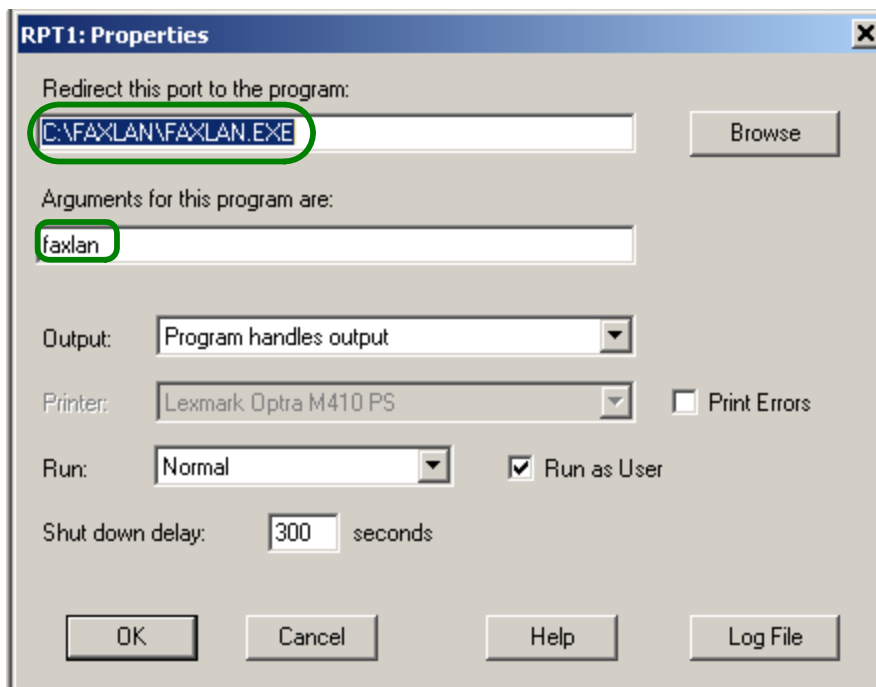 RPT1: Properties
Redirect this port to the program:
C:\FAXLAN\FAXLAN.EXE
Browse
Arguments for this program are:
faxlan
Output: Program handles output
Printer: Lexmark Optra M410 PS Print Errors
Run: Normal Run as User
Shut down delay: 300 seconds
OK Cancel Help Log File